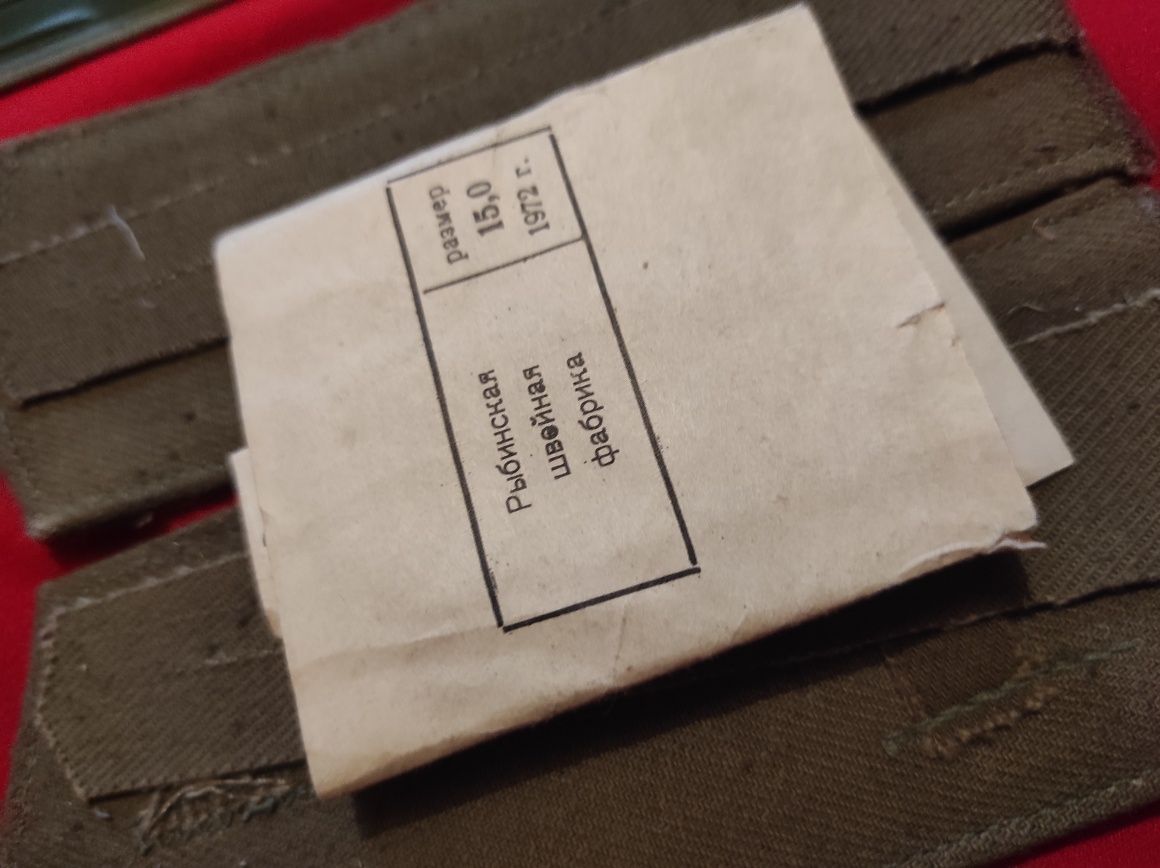 Рыбинская
швейная
фабрика
размер
15,0
1972 г.